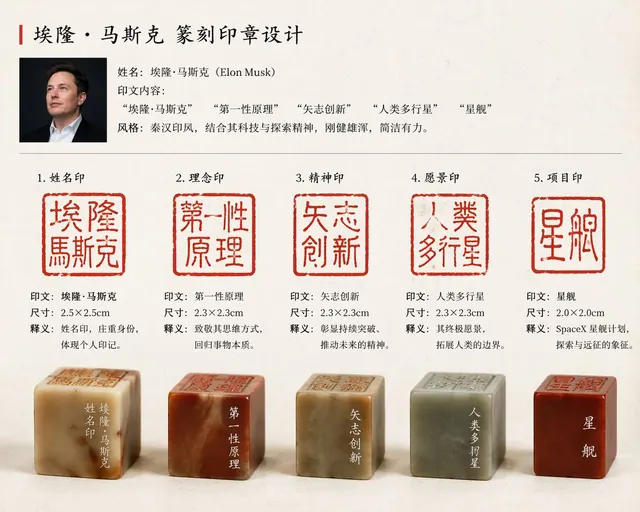 埃隆·马斯克 篆刻印章设计
姓名：埃隆·马斯克（Elon Musk）
印文内容：
“埃隆·马斯克” “第一性原理” “矢志创新” “人类多行星” “星舰”
风格：秦汉印风，结合其科技与探索精神，刚健雄浑，简洁有力。
1. 姓名印
埃隆
馬斯克
印文：埃隆·马斯克
尺寸：2.5×2.5cm
释义：姓名印，庄重身份，
体现个人印记。
2. 理念印
第一性
原理
印文：第一性原理
尺寸：2.3×2.3cm
释义：致敬其思维方式，
回归事物本质。
3. 精神印
矢志
创新
印文：矢志创新
尺寸：2.3×2.3cm
释义：彰显持续突破、
推动未来的精神。
4. 愿景印
人类
多行星
印文：人类多行星
尺寸：2.3×2.3cm
释义：其终极愿景，
拓展人类的边界。
5. 项目印
星舰
印文：星舰
尺寸：2.0×2.0cm
释义：SpaceX 星舰计划，
探索与远征的象征。
埃隆·马斯克
姓名印
第一性原理
矢志创新
人类多行星
星舰